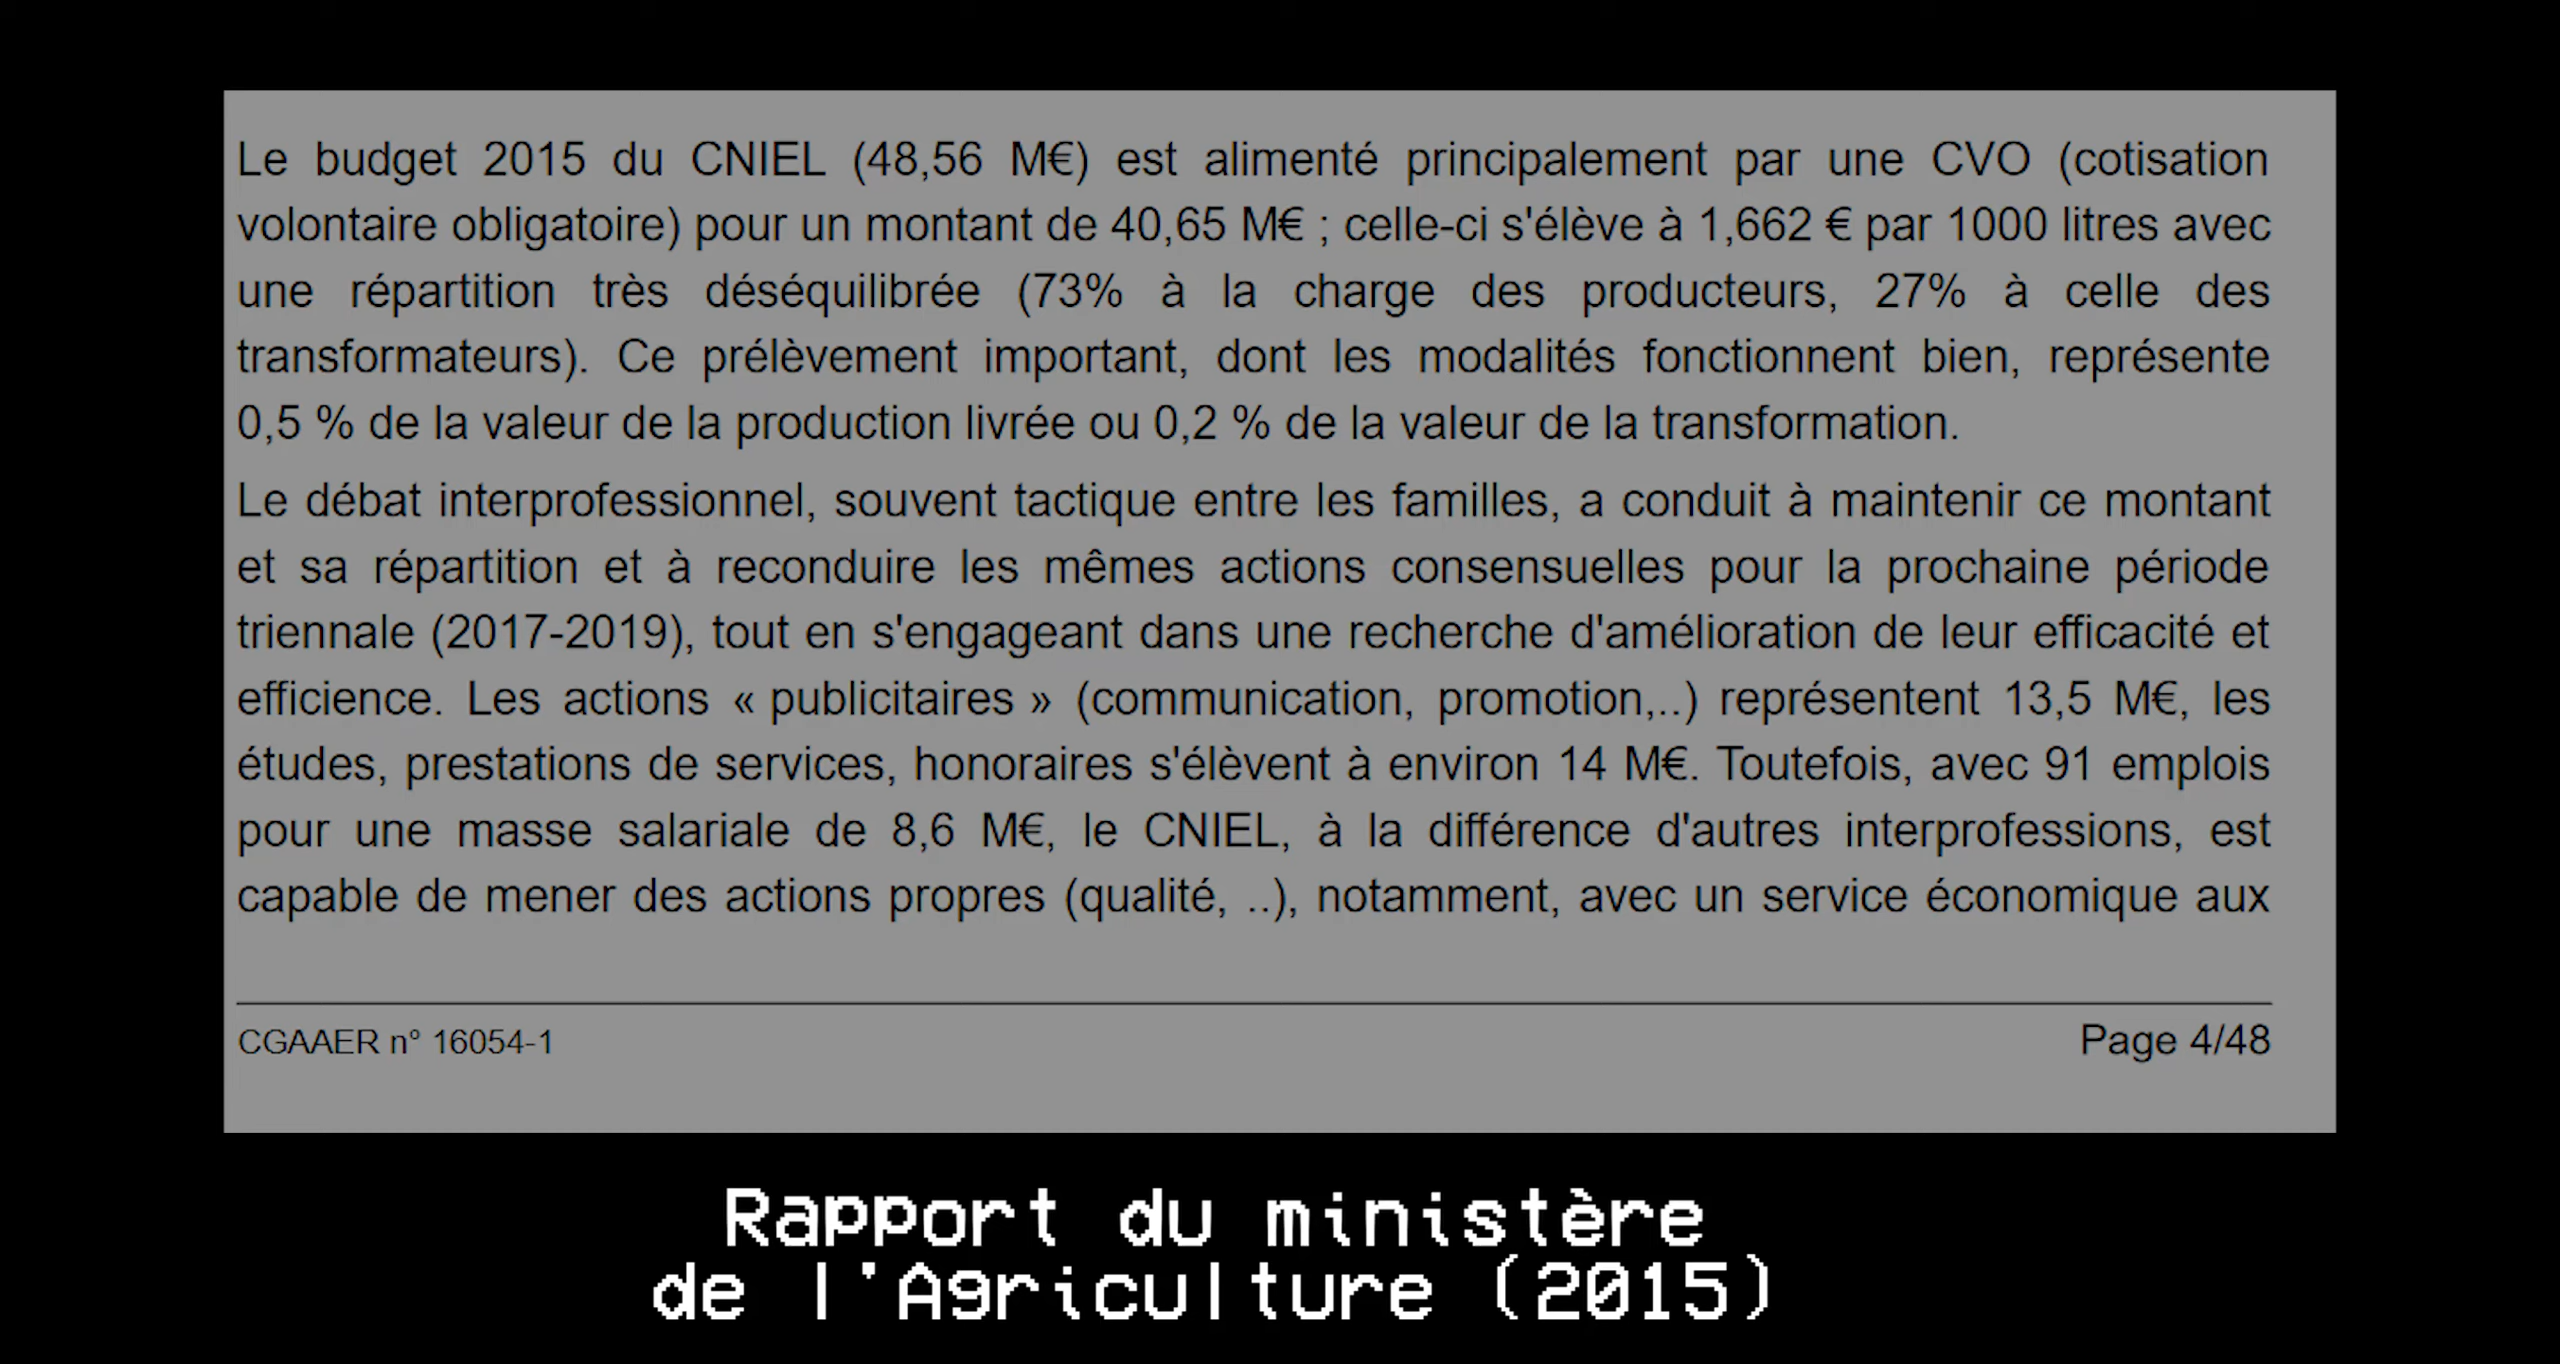 Le budget 2015 du CNIEL (48,56 M€) est alimenté principalement par une CVO (cotisation
volontaire obligatoire) pour un montant de 40,65 M€ ; celle-ci s'élève à 1,662 € par 1000 litres avec
une répartition très déséquilibrée (73% à la charge des producteurs, 27% à celle des
transformateurs). Ce prélèvement important, dont les modalités fonctionnent bien, représente
0,5 % de la valeur de la production livrée ou 0,2 % de la valeur de la transformation.
Le débat interprofessionnel, souvent tactique entre les familles, a conduit à maintenir ce montant
et sa répartition et à reconduire les mêmes actions consensuelles pour la prochaine période
triennale (2017-2019), tout en s'engageant dans une recherche d'amélioration de leur efficacité et
efficience. Les actions « publicitaires » (communication, promotion,..) représentent 13,5 M€, les
études, prestations de services, honoraires s'élèvent à environ 14 M€. Toutefois, avec 91 emplois
pour une masse salariale de 8,6 M€, le CNIEL, à la différence d'autres interprofessions, est
capable de mener des actions propres (qualité, ..), notamment, avec un service économique aux
CGAAER n° 16054-1
Page 4/48
Rapport du ministère
de l'Agriculture (2015)